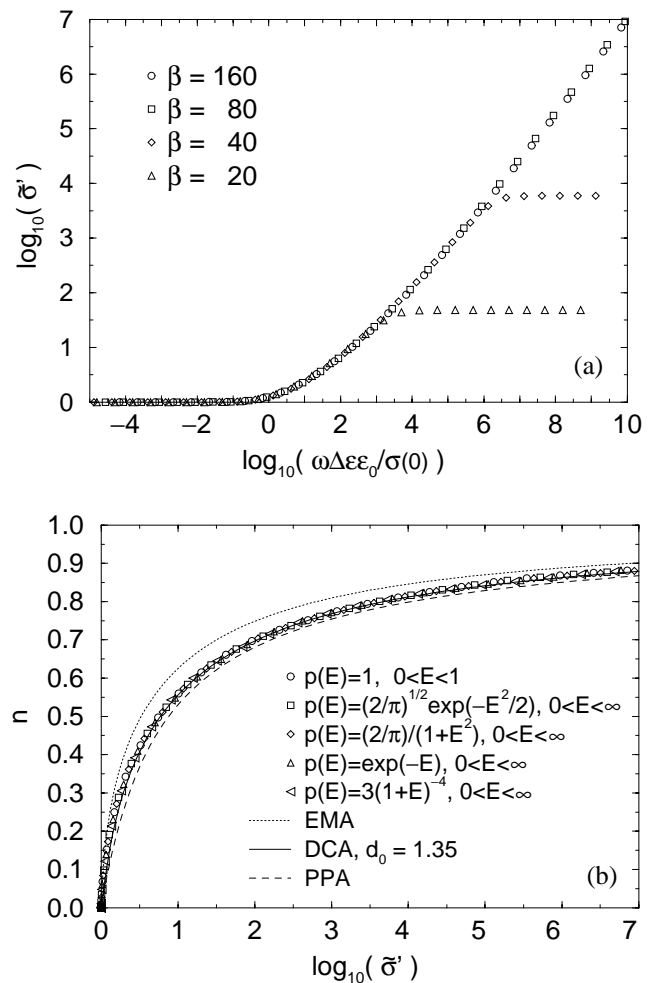 7
6
5
4
3
2
1
0
log₁₀( σ̃’ )
β = 160
β = 80
β = 40
β = 20
(a)
−4 −2 0 2 4 6 8 10
log₁₀( ωΔεε₀/σ(0) )
1.0
0.9
0.8
0.7
0.6
0.5
0.4
0.3
0.2
0.1
0.0
n
p(E)=1, 0<E<1
p(E)=(2/π)^1/2 exp(−E²/2), 0<E<∞
p(E)=(2/π)/(1+E²), 0<E<∞
p(E)=exp(−E), 0<E<∞
p(E)=3(1+E)⁻⁴, 0<E<∞
EMA
DCA, d₀ = 1.35
PPA
(b)
0 1 2 3 4 5 6 7
log₁₀( σ̃’ )